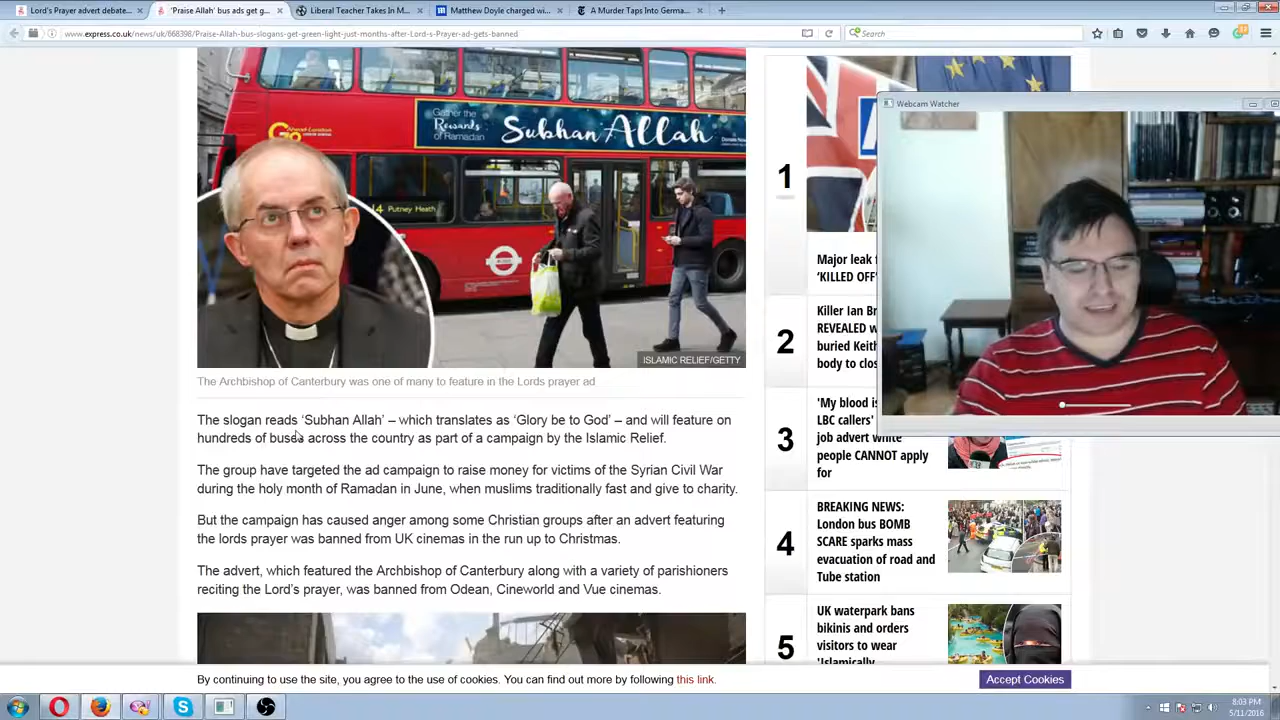 Lord's Prayer advert debate...
'Praise Allah' bus ads get g...
Liberal Teacher Takes In M...
Matthew Doyle charged wi...
A Murder Taps Into Germa...
www.express.co.uk/news/uk/668398/Praise-Allah-bus-slogans-get-green-light-just-months-after-Lord-s-Prayer-ad-gets-banned
Search
Gather the
Rewards
of Ramadan
Subhan Allah
Go
Ahead London
14 Putney Heath
ISLAMIC RELIEF/GETTY
The Archbishop of Canterbury was one of many to feature in the Lords prayer ad
The slogan reads 'Subhan Allah' – which translates as 'Glory be to God' – and will feature on
hundreds of buses across the country as part of a campaign by the Islamic Relief.
The group have targeted the ad campaign to raise money for victims of the Syrian Civil War
during the holy month of Ramadan in June, when muslims traditionally fast and give to charity.
But the campaign has caused anger among some Christian groups after an advert featuring
the lords prayer was banned from UK cinemas in the run up to Christmas.
The advert, which featured the Archbishop of Canterbury along with a variety of parishioners
reciting the Lord's prayer, was banned from Odean, Cineworld and Vue cinemas.
1
Major leak
'KILLED OFF'
2
Killer Ian Br
REVEALED w
buried Keith
body to clos
3
'My blood is
LBC callers'
job advert white
people CANNOT apply
for
4
BREAKING NEWS:
London bus BOMB
SCARE sparks mass
evacuation of road and
Tube station
5
UK waterpark bans
bikinis and orders
visitors to wear
'Islamically
Webcam Watcher
By continuing to use the site, you agree to the use of cookies. You can find out more by following this link.
Accept Cookies
8:03 PM
5/11/2016